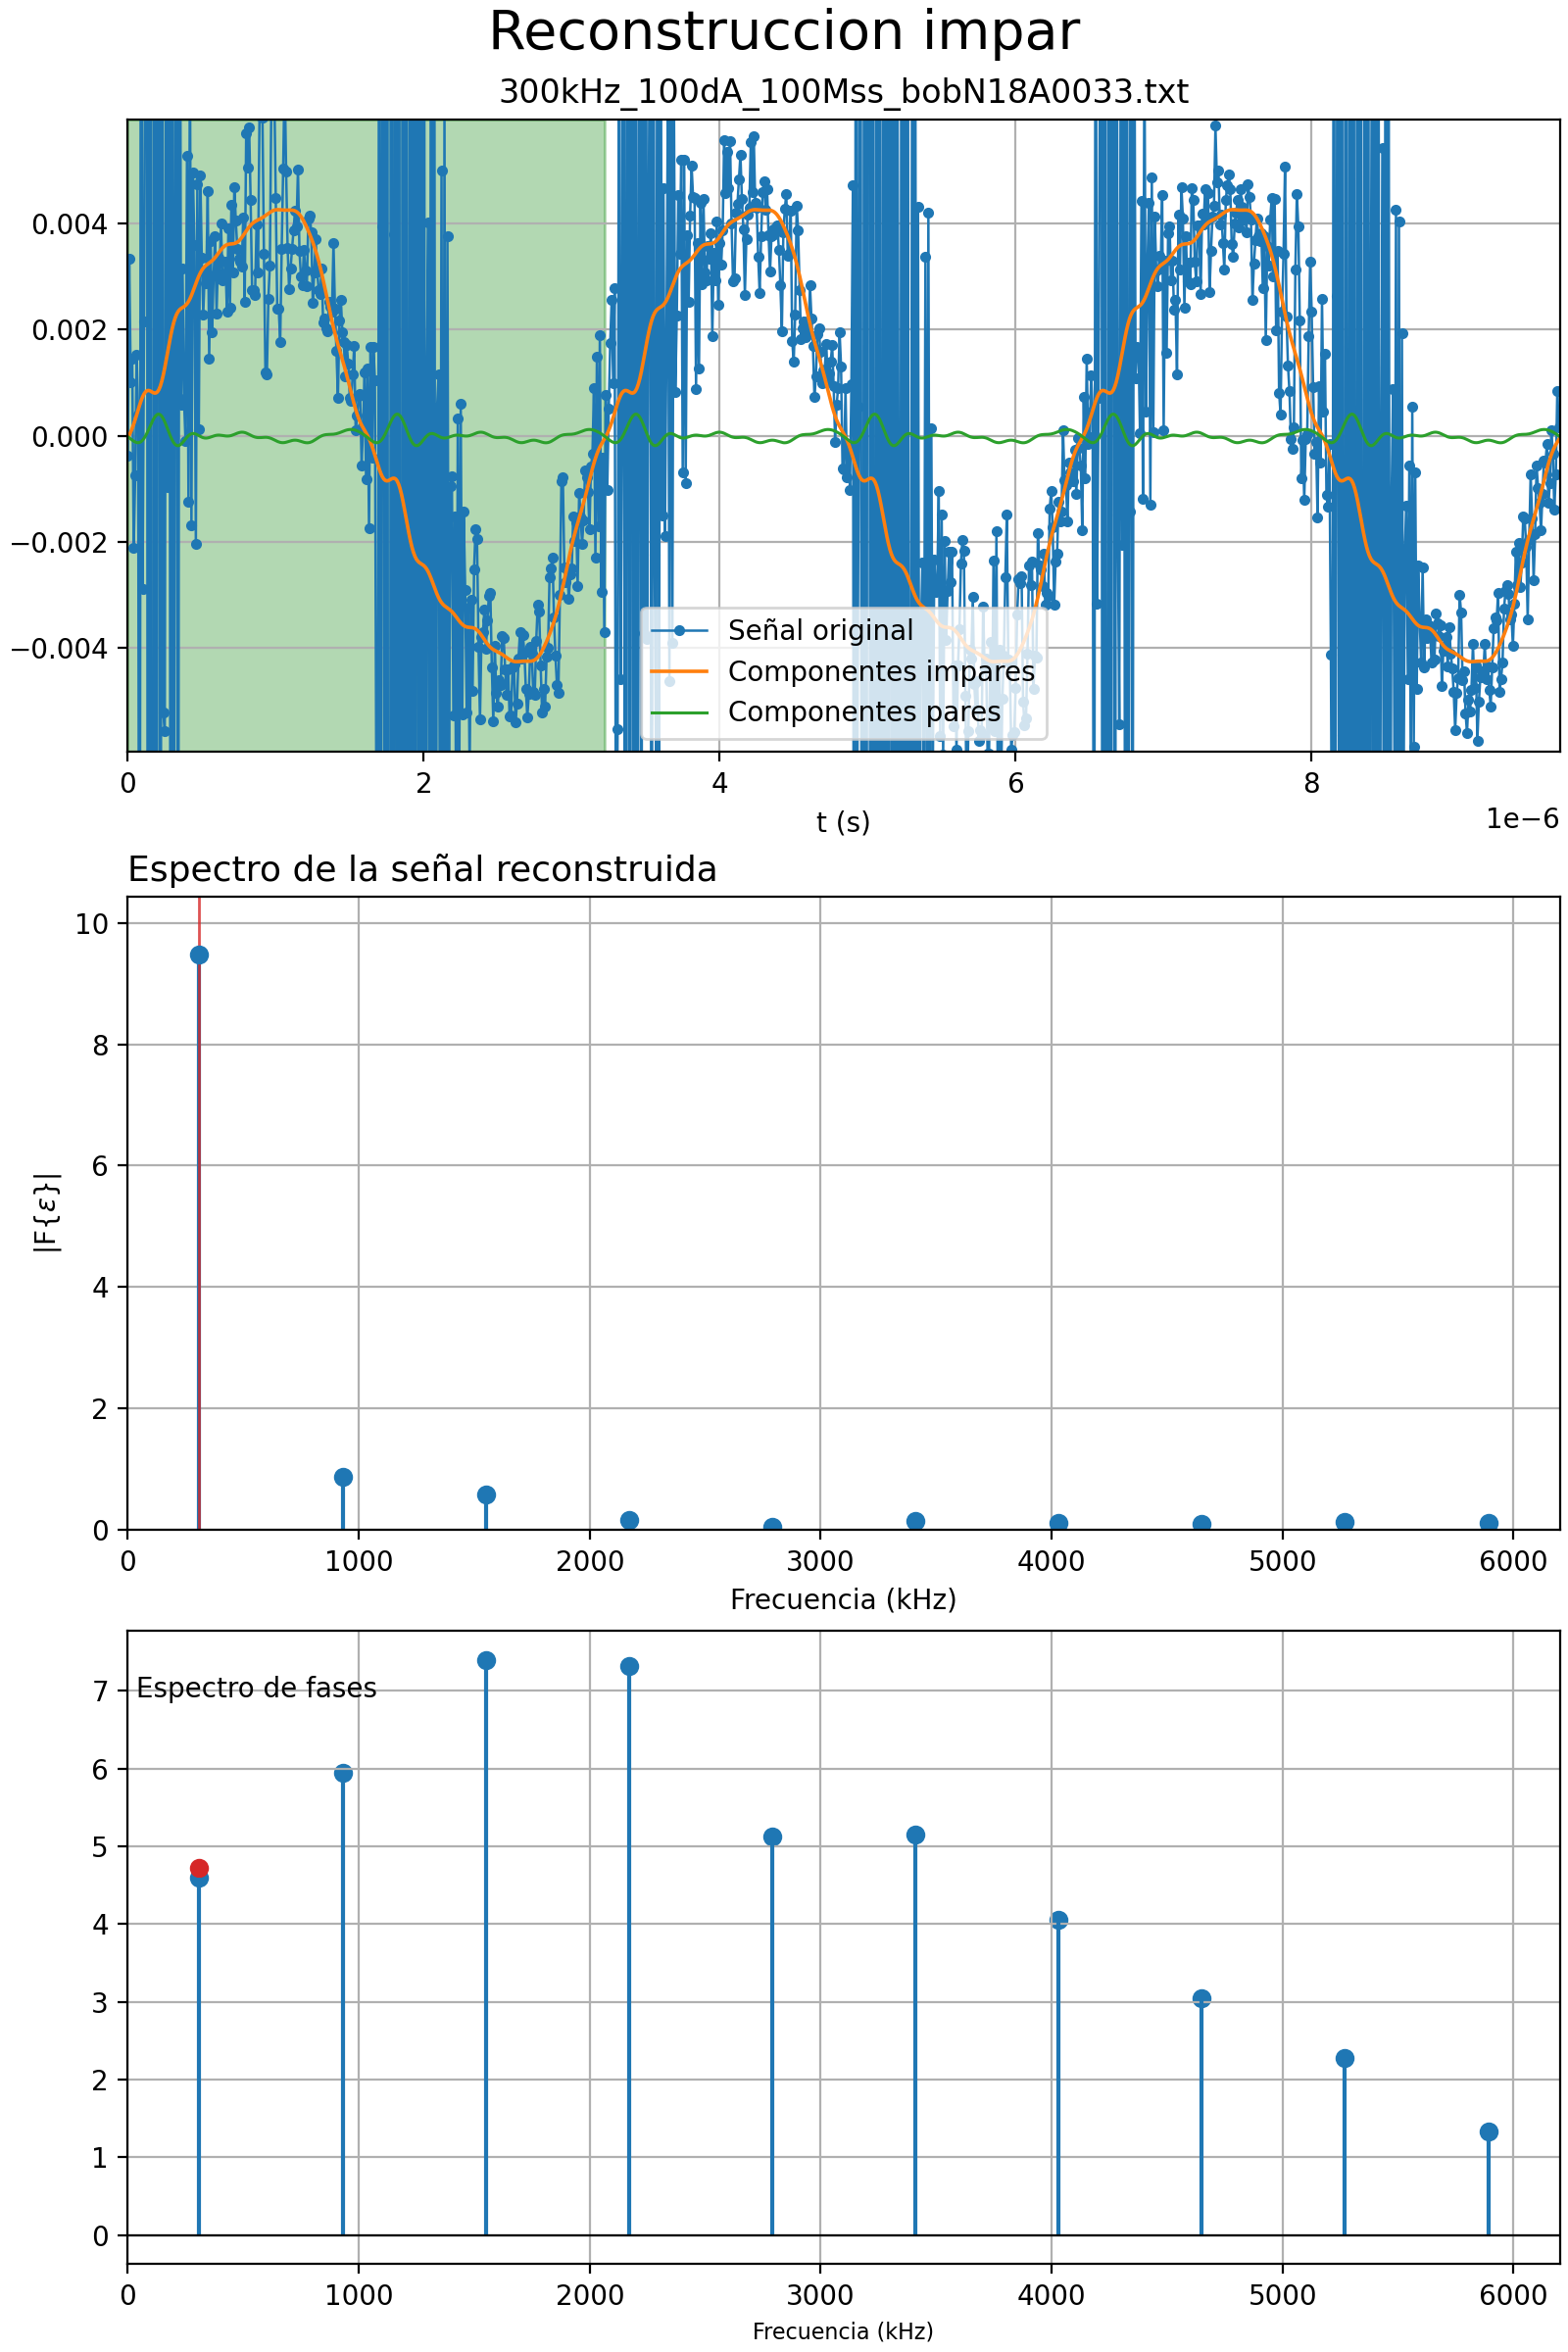 Reconstruccion impar
300kHz_100dA_100Mss_bobN18A0033.txt
0.004
0.002
0.000
−0.002
−0.004
Señal original
Componentes impares
Componentes pares
0 2 4 6 8
t (s)
1e−6
Espectro de la señal reconstruida
10
8
6
4
2
0
|F{ε}|
0 1000 2000 3000 4000 5000 6000
Frecuencia (kHz)
Espectro de fases
7
6
5
4
3
2
1
0
0 1000 2000 3000 4000 5000 6000
Frecuencia (kHz)